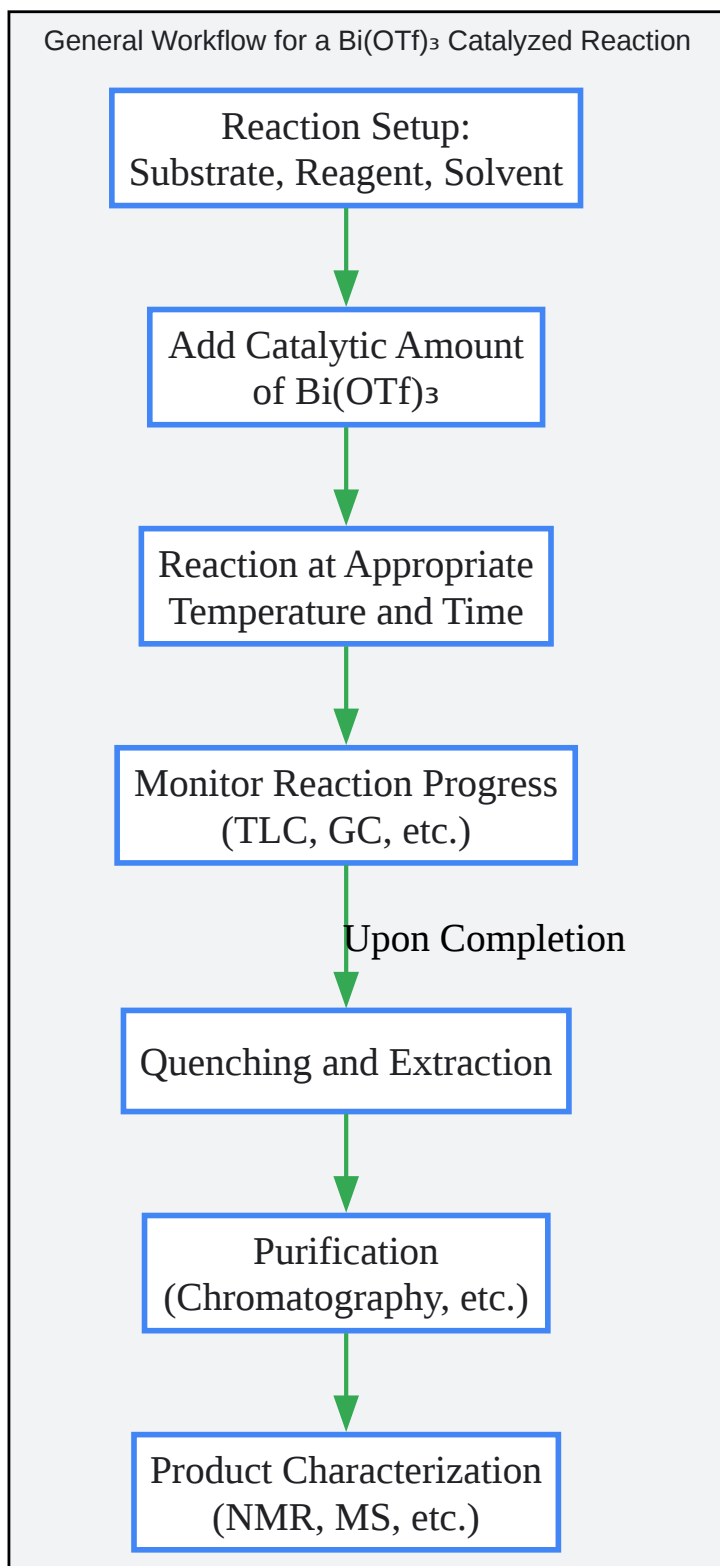 General Workflow for a Bi(OTf)₃ Catalyzed Reaction
Reaction Setup:
Substrate, Reagent, Solvent
Add Catalytic Amount
of Bi(OTf)₃
Reaction at Appropriate
Temperature and Time
Monitor Reaction Progress
(TLC, GC, etc.)
Upon Completion
Quenching and Extraction
Purification
(Chromatography, etc.)
Product Characterization
(NMR, MS, etc.)